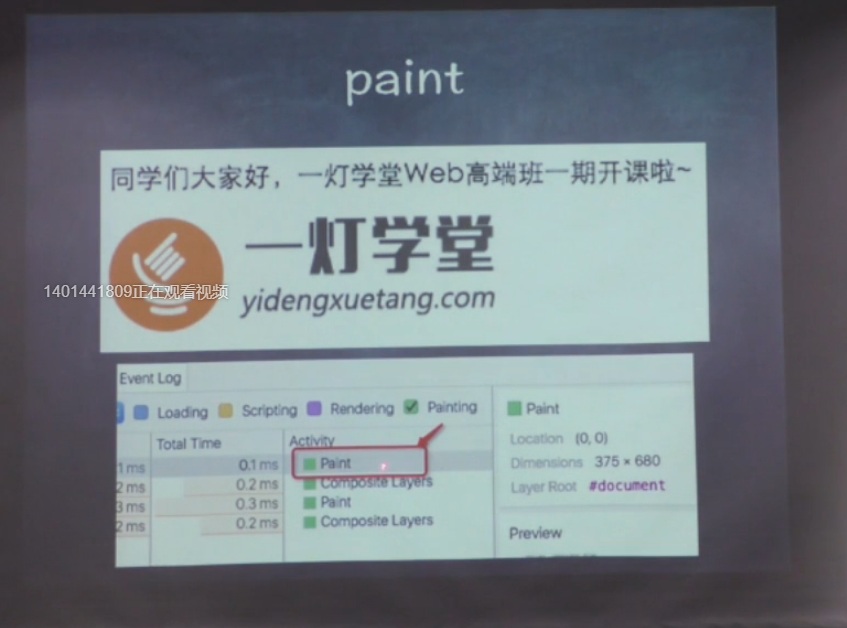 paint
同学们大家好，一灯学堂Web高端班一期开课啦~
一灯学堂
1401441809正在观看视频
yidengxuetang.com
Event Log
Loading Scripting Rendering Painting
Total Time Activity
1 ms 0.1 ms Paint
2 ms 0.2 ms Composite Layers
3 ms 0.3 ms Paint
2 ms 0.2 ms Composite Layers
Paint
Location (0, 0)
Dimensions 375 × 680
Layer Root #document
Preview